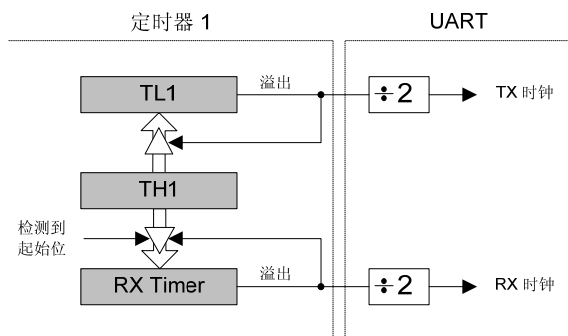 定时器 1
UART
TL1
溢出
÷2
TX 时钟
TH1
检测到
起始位
RX Timer
溢出
÷2
RX 时钟